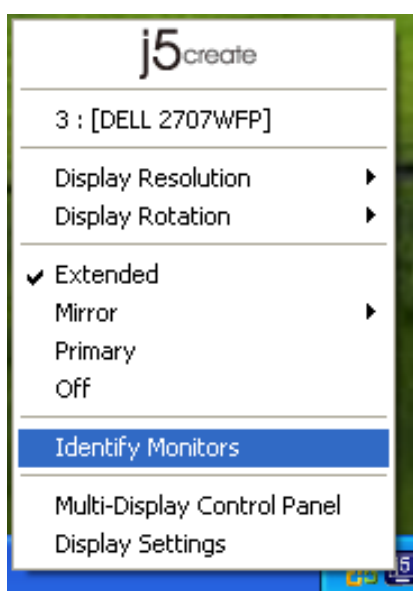 j5create
3 : [DELL 2707WFP]
Display Resolution
Display Rotation
Extended
Mirror
Primary
Off
Identify Monitors
Multi-Display Control Panel
Display Settings
j5